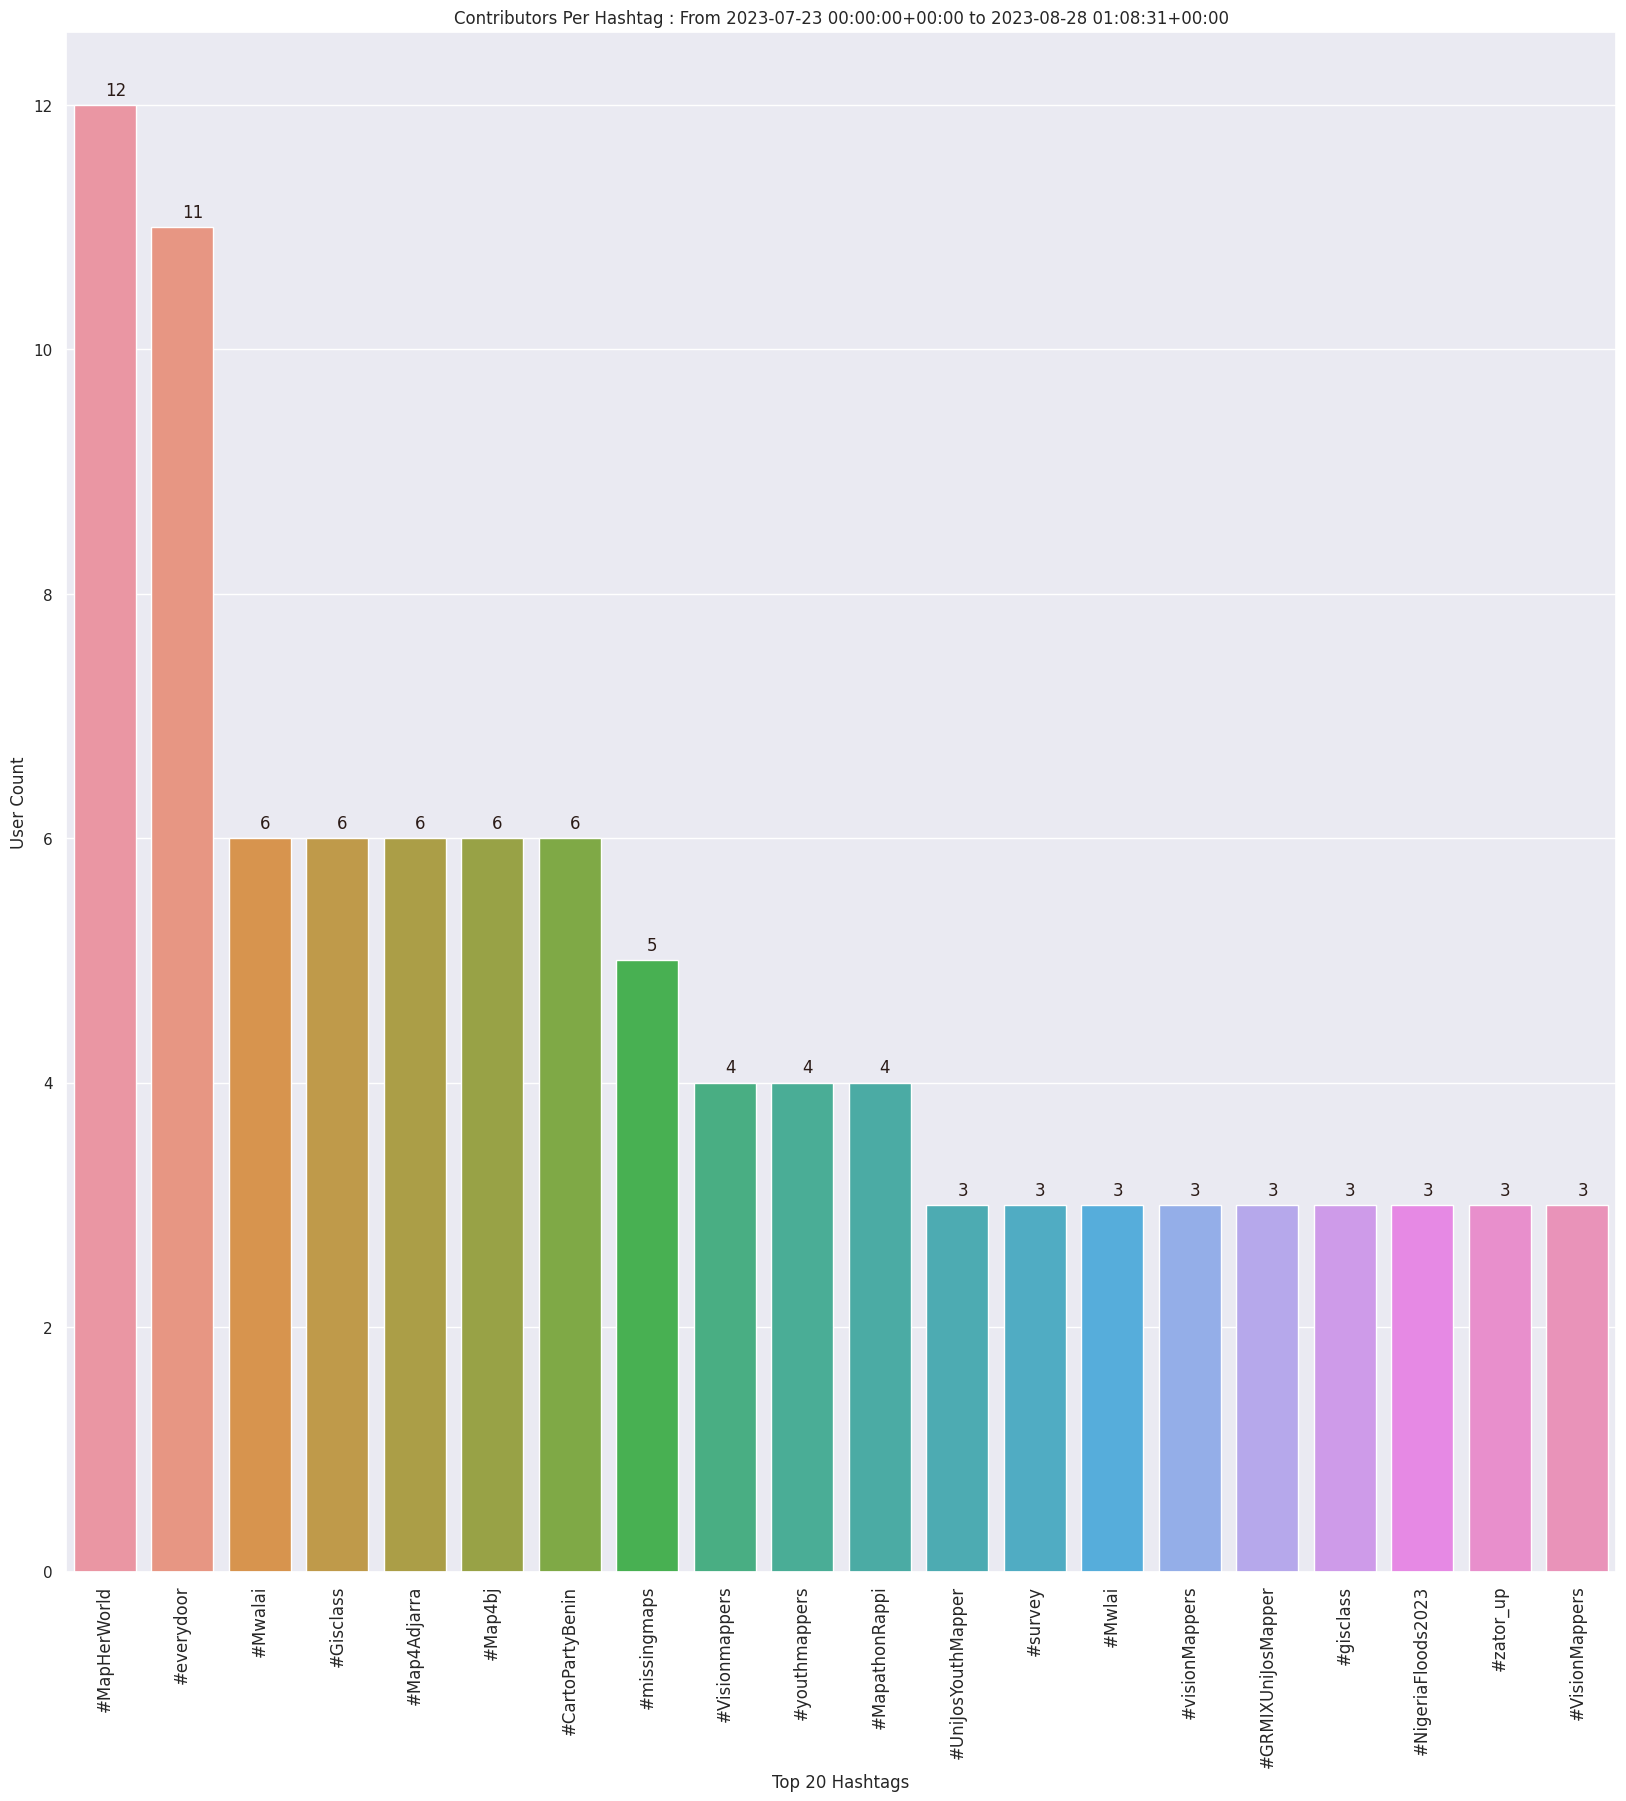 Contributors Per Hashtag : From 2023-07-23 00:00:00+00:00 to 2023-08-28 01:08:31+00:00
User Count
12
10
8
6
4
2
0
12
11
6
6
6
6
6
5
4
4
4
3
3
3
3
3
3
3
3
3
#MapHerWorld
#everydoor
#Mwalai
#Gisclass
#Map4Adjarra
#Map4bj
#CartoPartyBenin
#missingmaps
#Visionmappers
#youthmappers
#MapathonRappi
#UniJosYouthMapper
#survey
#Mwlai
#visionMappers
#GRMIXUniJosMapper
#gisclass
#NigeriaFloods2023
#zator_up
#VisionMappers
Top 20 Hashtags